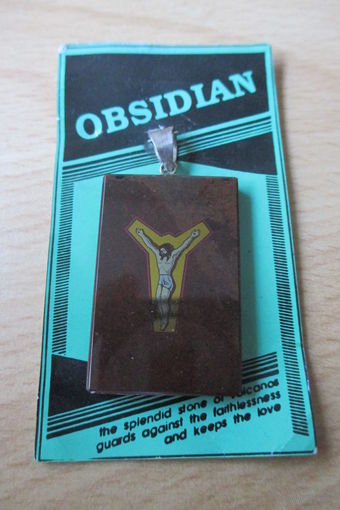 OBSIDIAN
the splendid stone of volcanos
guards against the faithlessness
and keeps the love